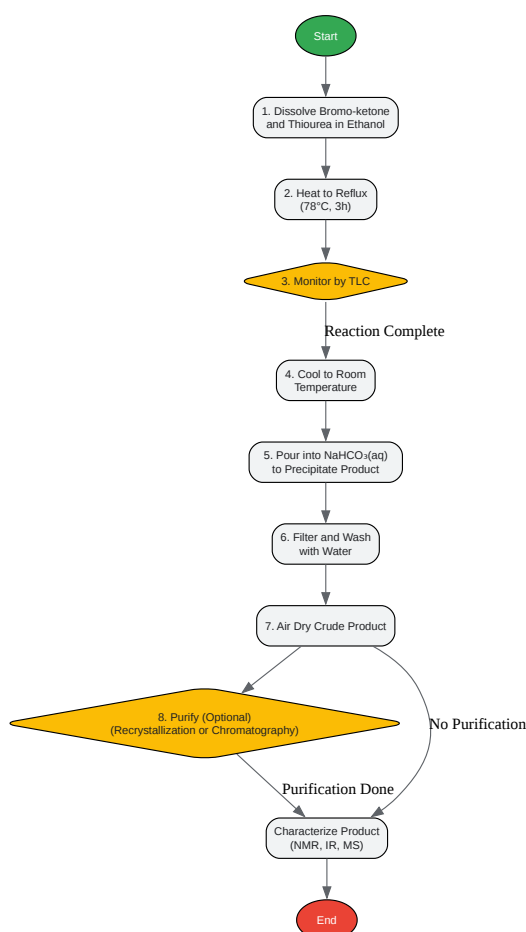 Start
1. Dissolve Bromo-ketone
and Thiourea in Ethanol
2. Heat to Reflux
(78°C, 3h)
3. Monitor by TLC
Reaction Complete
4. Cool to Room
Temperature
5. Pour into NaHCO₃(aq)
to Precipitate Product
6. Filter and Wash
with Water
7. Air Dry Crude Product
8. Purify (Optional)
(Recrystallization or Chromatography)
No Purification
Purification Done
Characterize Product
(NMR, IR, MS)
End